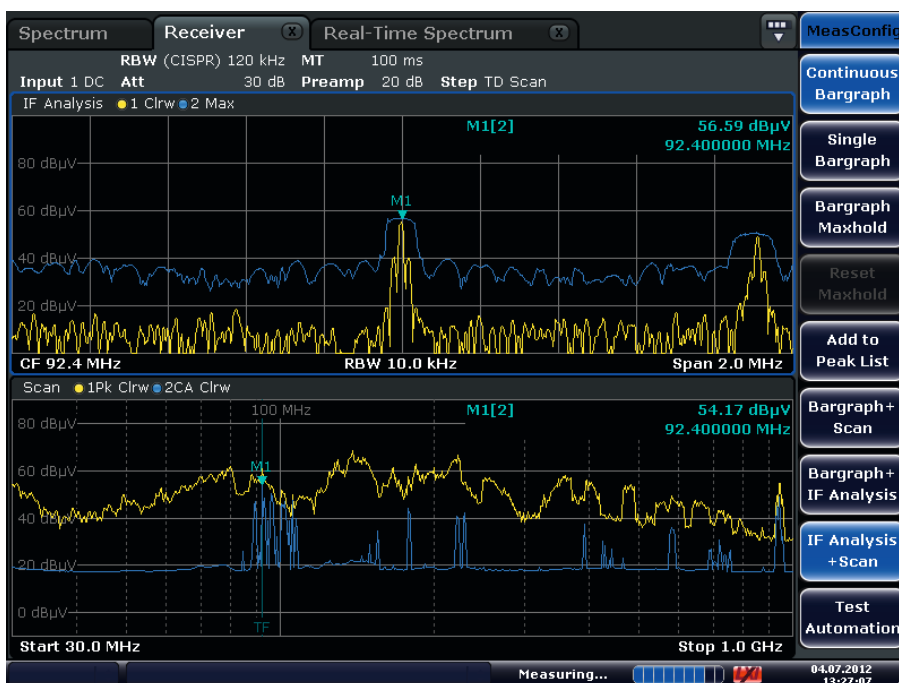 Spectrum Receiver X Real-Time Spectrum X
RBW (CISPR) 120 kHz MT 100 ms
Input 1 DC Att 30 dB Preamp 20 dB Step TD Scan
IF Analysis 1 Clrw 2 Max
M1[2] 56.59 dBµV
92.400000 MHz
80 dBµV
M1
60 dBµV
40 dBµV
20 dBµV
CF 92.4 MHz RBW 10.0 kHz Span 2.0 MHz
Scan 1Pk Clrw 2CA Clrw
100 MHz M1[2] 54.17 dBµV
92.400000 MHz
80 dBµV
60 dBµV
M1
40 dBµV
20 dBµV
0 dBµV
TF
Start 30.0 MHz Stop 1.0 GHz
Measuring...
04.07.2012
13:27:07
MeasConfig
Continuous
Bargraph
Single
Bargraph
Bargraph
Maxhold
Reset
Maxhold
Add to
Peak List
Bargraph+
Scan
Bargraph+
IF Analysis
IF Analysis
+Scan
Test
Automation